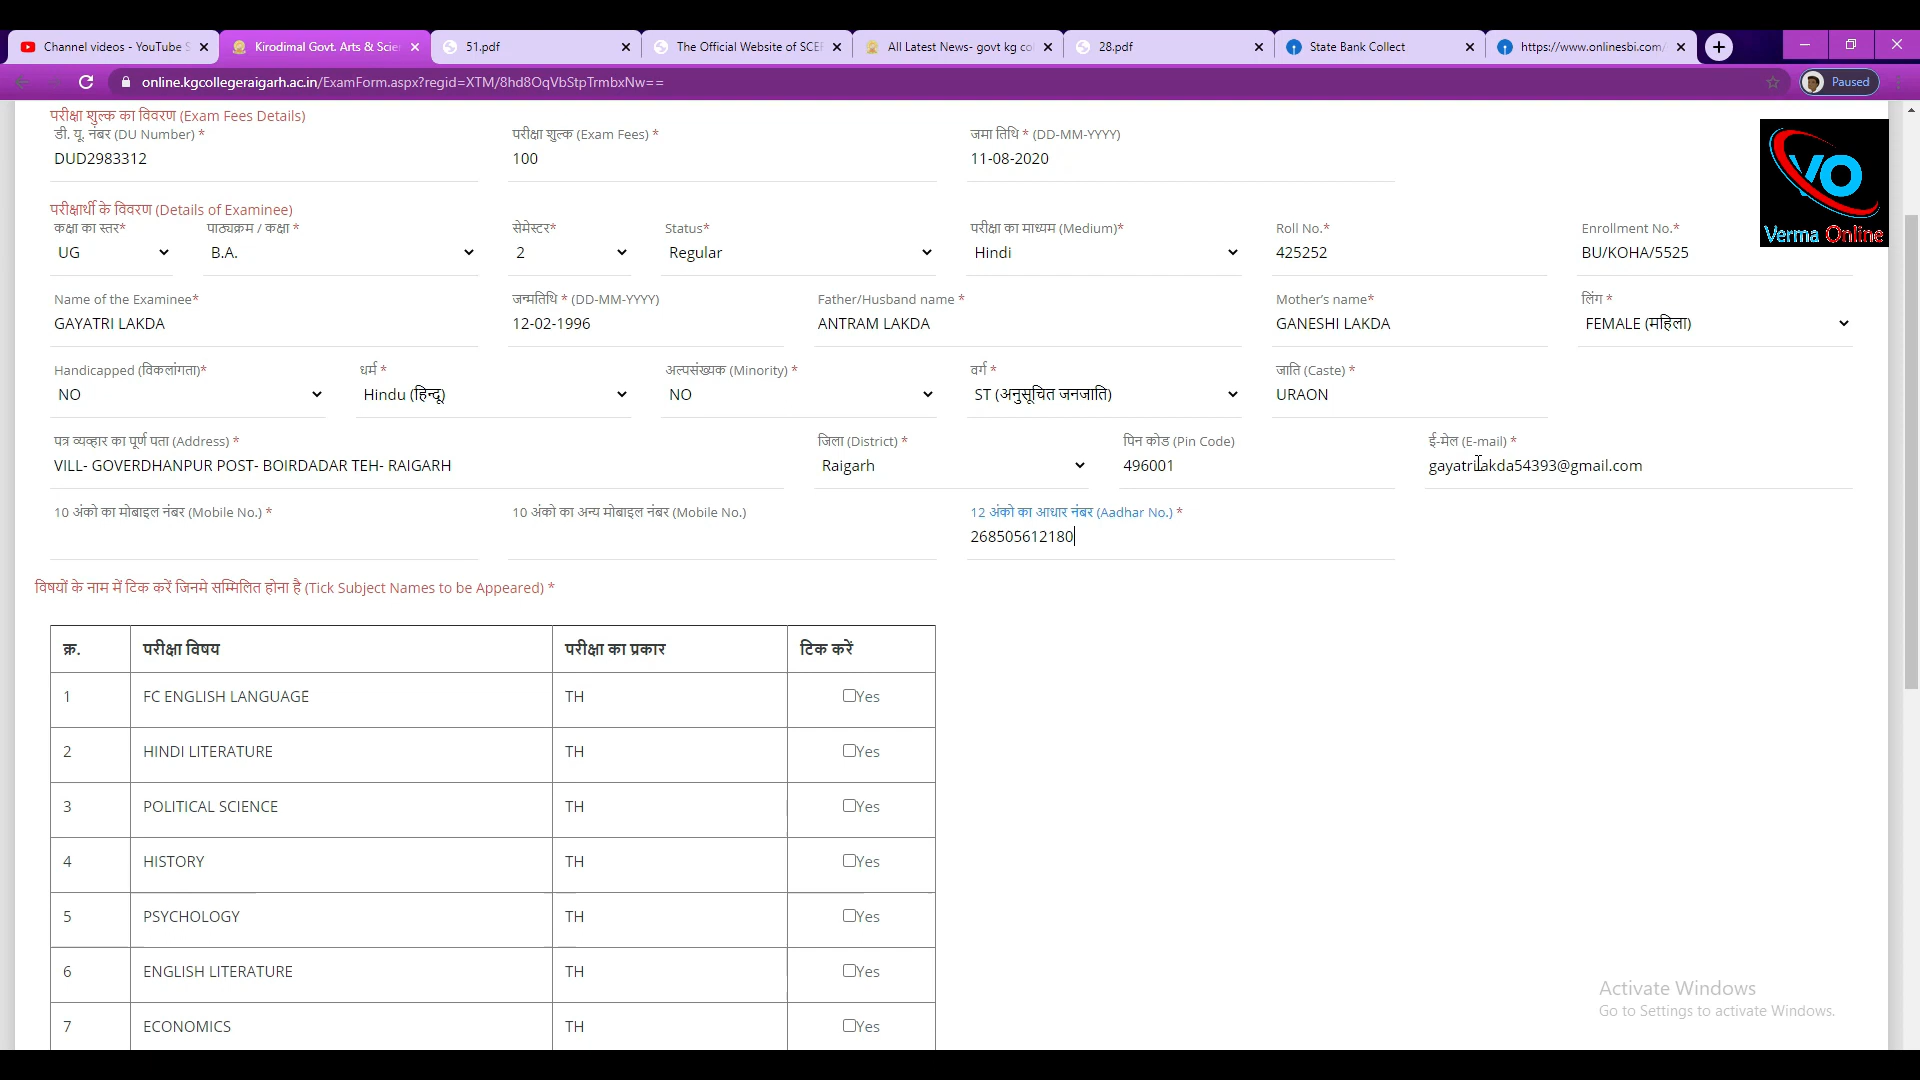 Channel videos - YouTube S
Kirodimal Govt. Arts & Scie
51.pdf
The Official Website of SCE
All Latest News- govt kg co
28.pdf
State Bank Collect
https://www.onlinesbi.com/
online.kgcollegeraigarh.ac.in/ExamForm.aspx?regid=XTM/8hd8OqVbStpTrmbxNw==
Paused
परीक्षा शुल्क का विवरण (Exam Fees Details)
डी. यू. नंबर (DU Number) * परीक्षा शुल्क (Exam Fees) * जमा तिथि * (DD-MM-YYYY)
DUD2983312 100 11-08-2020
VO
Verma Online
परीक्षार्थी के विवरण (Details of Examinee)
कक्षा का स्तर* पाठ्यक्रम / कक्षा * सेमेस्टर* Status* परीक्षा का माध्यम (Medium)* Roll No.* Enrollment No.*
UG B.A. 2 Regular Hindi 425252 BU/KOHA/5525
Name of the Examinee* जन्मतिथि * (DD-MM-YYYY) Father/Husband name * Mother's name* लिंग *
GAYATRI LAKDA 12-02-1996 ANTRAM LAKDA GANESHI LAKDA FEMALE (महिला)
Handicapped (विकलांगता)* धर्म * अल्पसंख्यक (Minority) * वर्ग * जाति (Caste) *
NO Hindu (हिन्दू) NO ST (अनुसूचित जनजाति) URAON
पत्र व्यव्हार का पूर्ण पता (Address) * जिला (District) * पिन कोड (Pin Code) ई-मेल (E-mail) *
VILL- GOVERDHANPUR POST- BOIRDADAR TEH- RAIGARH Raigarh 496001 gayatrilakda54393@gmail.com
10 अंको का मोबाइल नंबर (Mobile No.) * 10 अंको का अन्य मोबाइल नंबर (Mobile No.) 12 अंको का आधार नंबर (Aadhar No.) *
268505612180
विषयों के नाम में टिक करें जिनमे सम्मिलित होना है (Tick Subject Names to be Appeared) *
क्र. परीक्षा विषय परीक्षा का प्रकार टिक करें
1 FC ENGLISH LANGUAGE TH Yes
2 HINDI LITERATURE TH Yes
3 POLITICAL SCIENCE TH Yes
4 HISTORY TH Yes
5 PSYCHOLOGY TH Yes
6 ENGLISH LITERATURE TH Yes
7 ECONOMICS TH Yes
Activate Windows
Go to Settings to activate Windows.